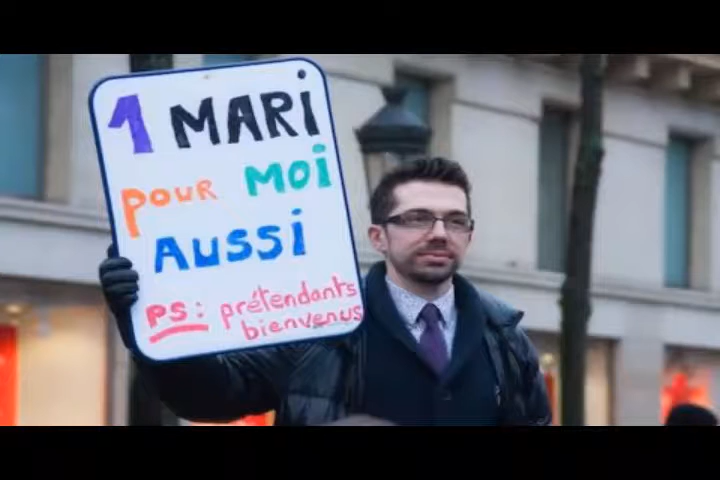 1 MARi
pOUR MOi
AUSSi
PS: prétendants
bienvenus